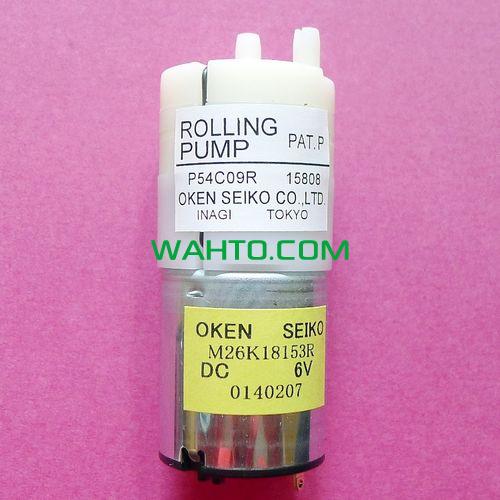 ROLLING
PUMP PAT.P
P54C09R 15808
OKEN SEIKO CO.,LTD.
INAGI TOKYO
WAHTO.COM
OKEN SEIKO
M26K18153R
DC 6V
0140207